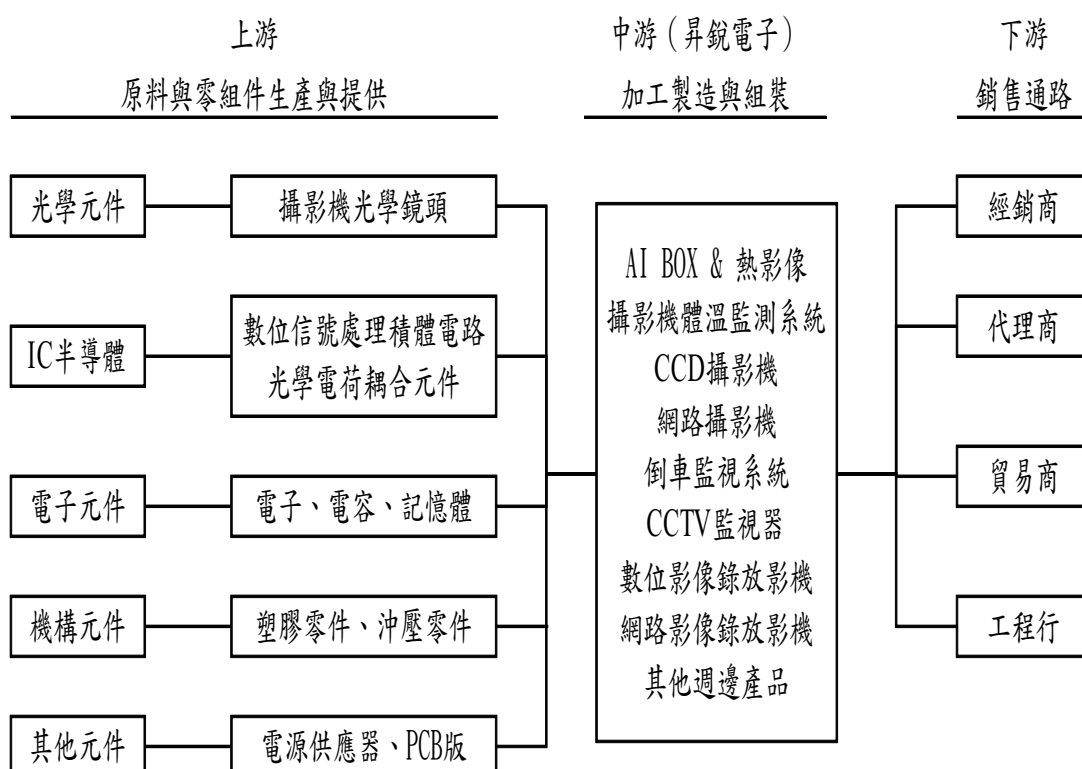 上游
原料與零組件生產與提供
中游（昇銳電子）
加工製造與組裝
下游
銷售通路
光學元件
攝影機光學鏡頭
IC半導體
數位信號處理積體電路
光學電荷耦合元件
電子元件
電子、電容、記憶體
機構元件
塑膠零件、沖壓零件
其他元件
電源供應器、PCB版
AI BOX & 熱影像
攝影機體溫監測系統
CCD攝影機
網路攝影機
倒車監視系統
CCTV監視器
數位影像錄放影機
網路影像錄放影機
其他週邊產品
經銷商
代理商
貿易商
工程行